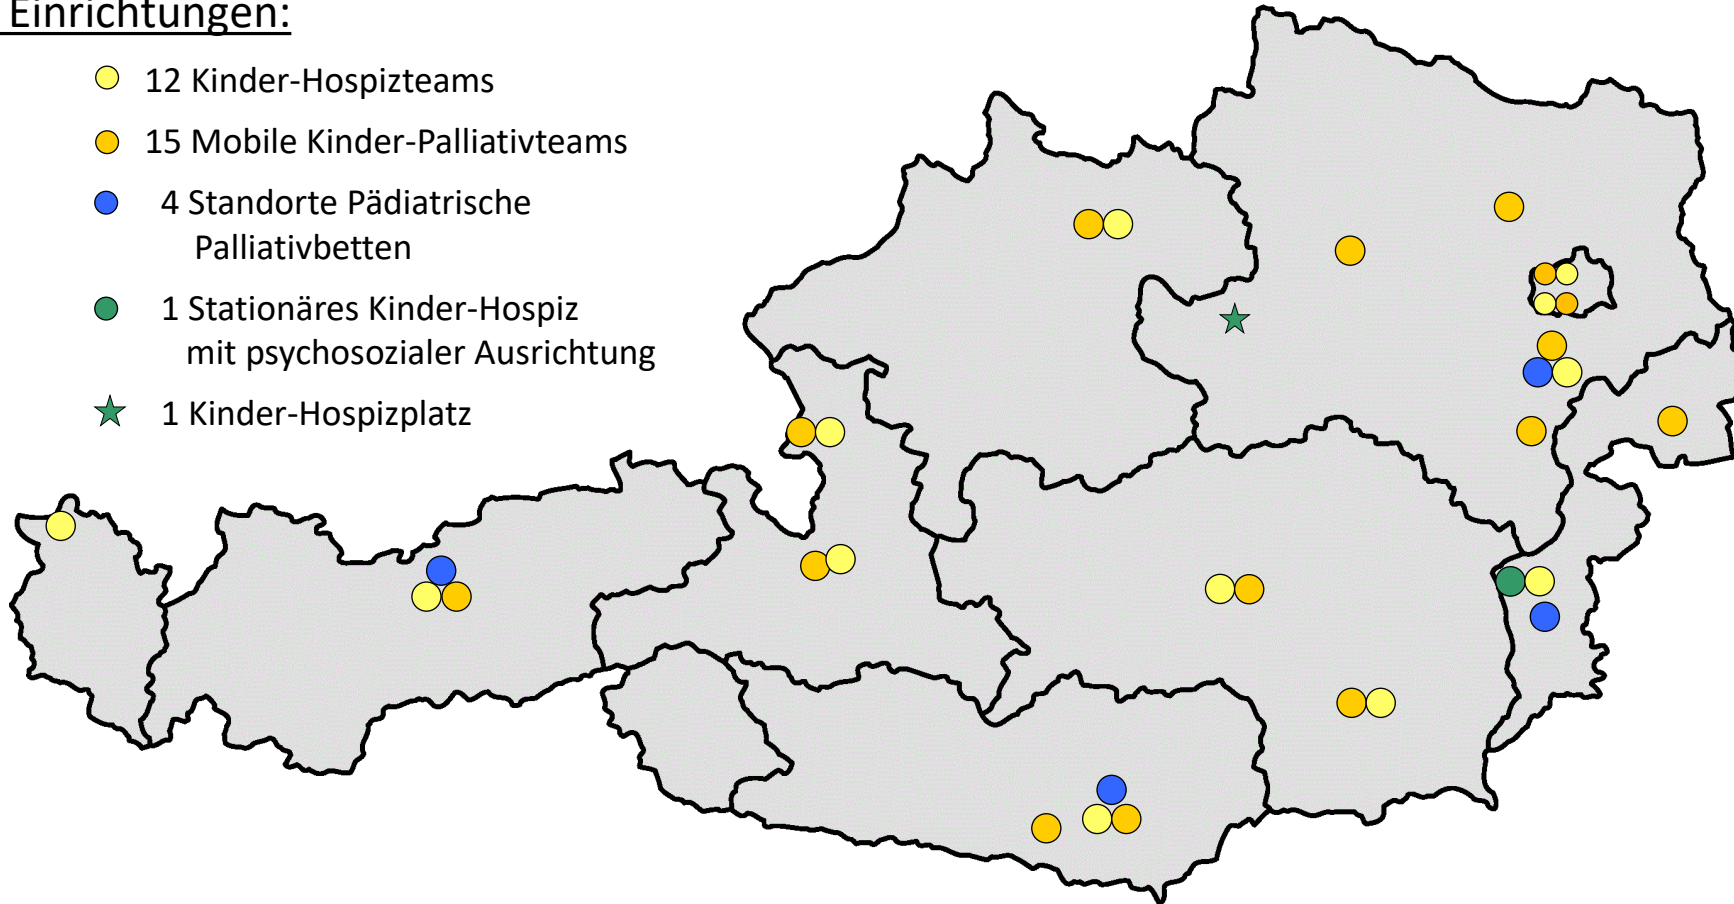 Einrichtungen:
12 Kinder-Hospizteams
15 Mobile Kinder-Palliativteams
4 Standorte Pädiatrische
Palliativbetten
1 Stationäres Kinder-Hospiz
mit psychosozialer Ausrichtung
1 Kinder-Hospizplatz